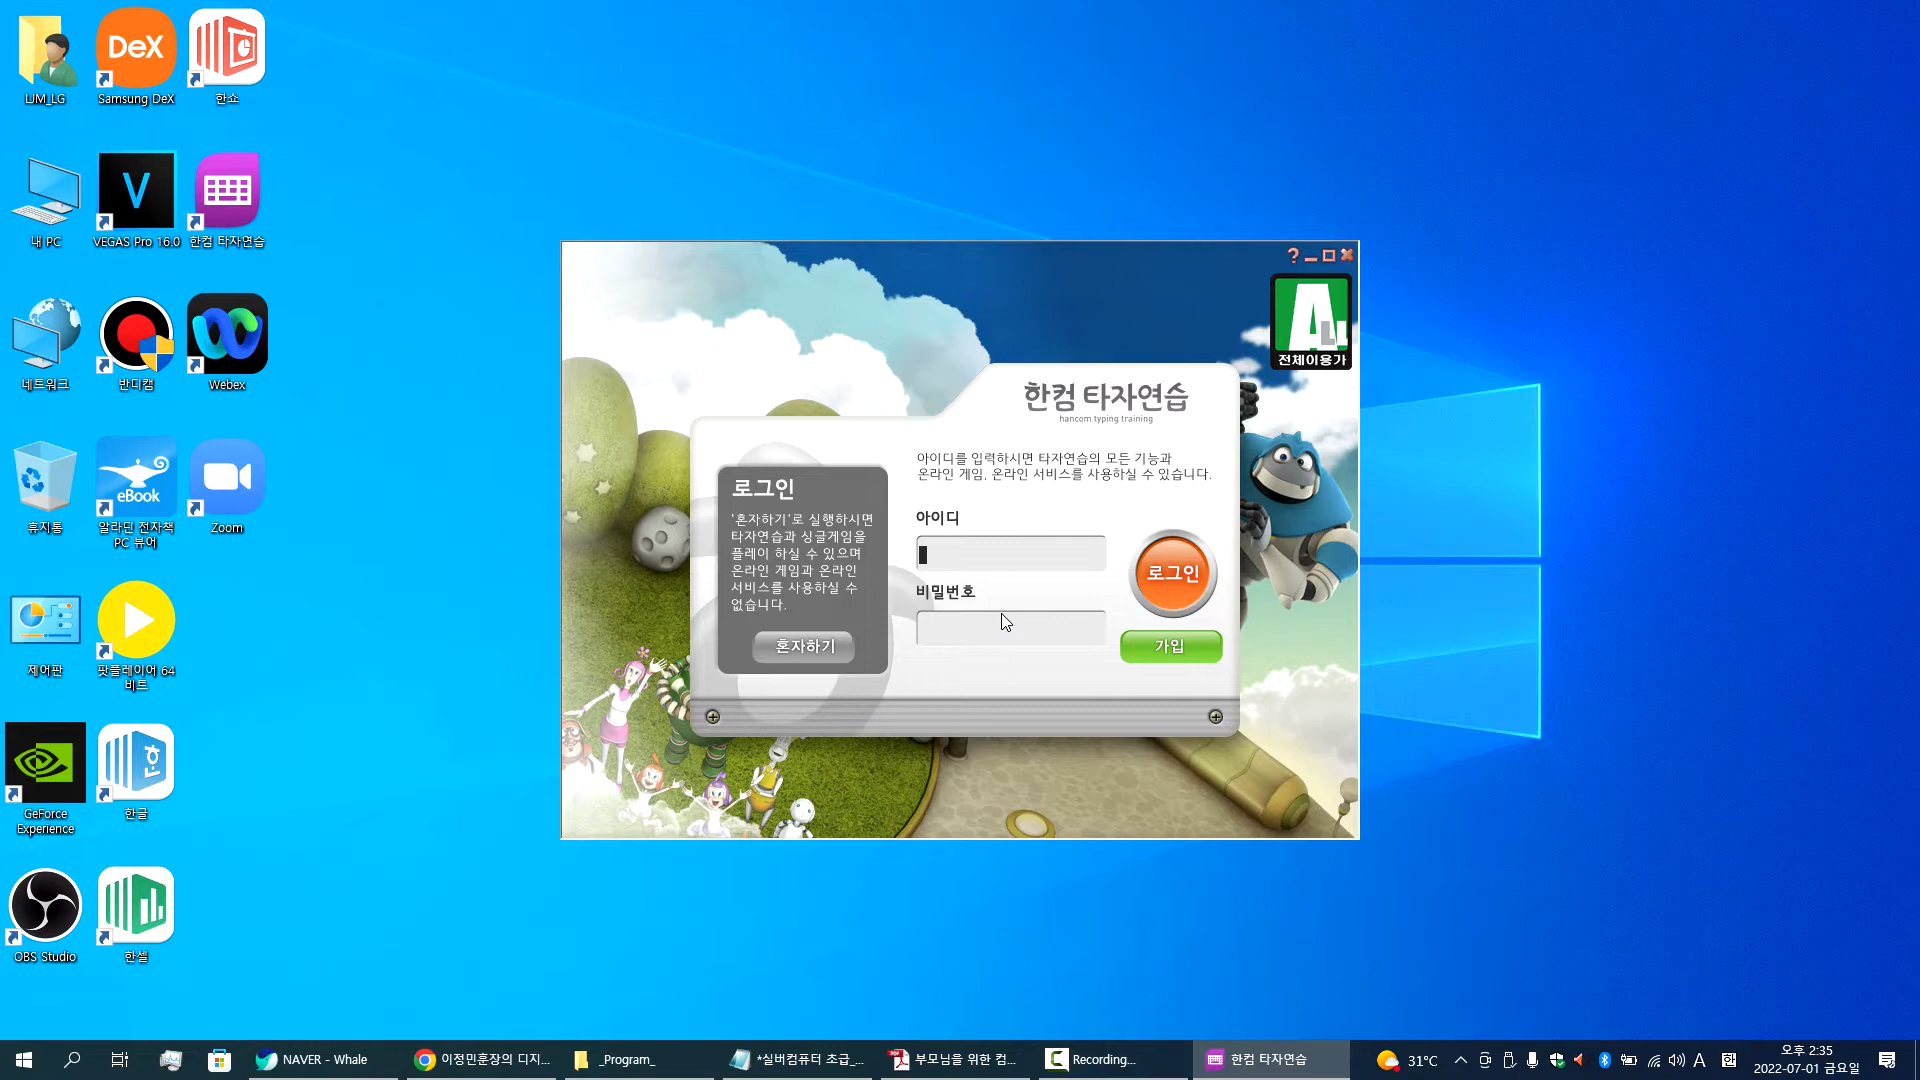 LJM_LG
DeX
Samsung DeX
한쇼
내 PC
V
VEGAS Pro 16.0
한컴 타자연습
네트워크
반디캠
Webex
휴지통
eBook
알라딘 전자책
PC 뷰어
Zoom
제어판
팟플레이어 64
비트
GeForce
Experience
한글
OBS Studio
한셀
?
ALL
전체이용가
한컴 타자연습
hancom typing training
아이디를 입력하시면 타자연습의 모든 기능과
온라인 게임, 온라인 서비스를 사용하실 수 있습니다.
로그인
'혼자하기'로 실행하시면
타자연습과 싱글게임을
플레이 하실 수 있으며
온라인 게임과 온라인
서비스를 사용하실 수
없습니다.
혼자하기
아이디
비밀번호
로그인
가입
NAVER - Whale
이정민훈장의 디지...
_Program_
*실버컴퓨터 초급_...
부모님을 위한 컴...
Recording...
한컴 타자연습
31°C
A
한
오후 2:35
2022-07-01 금요일